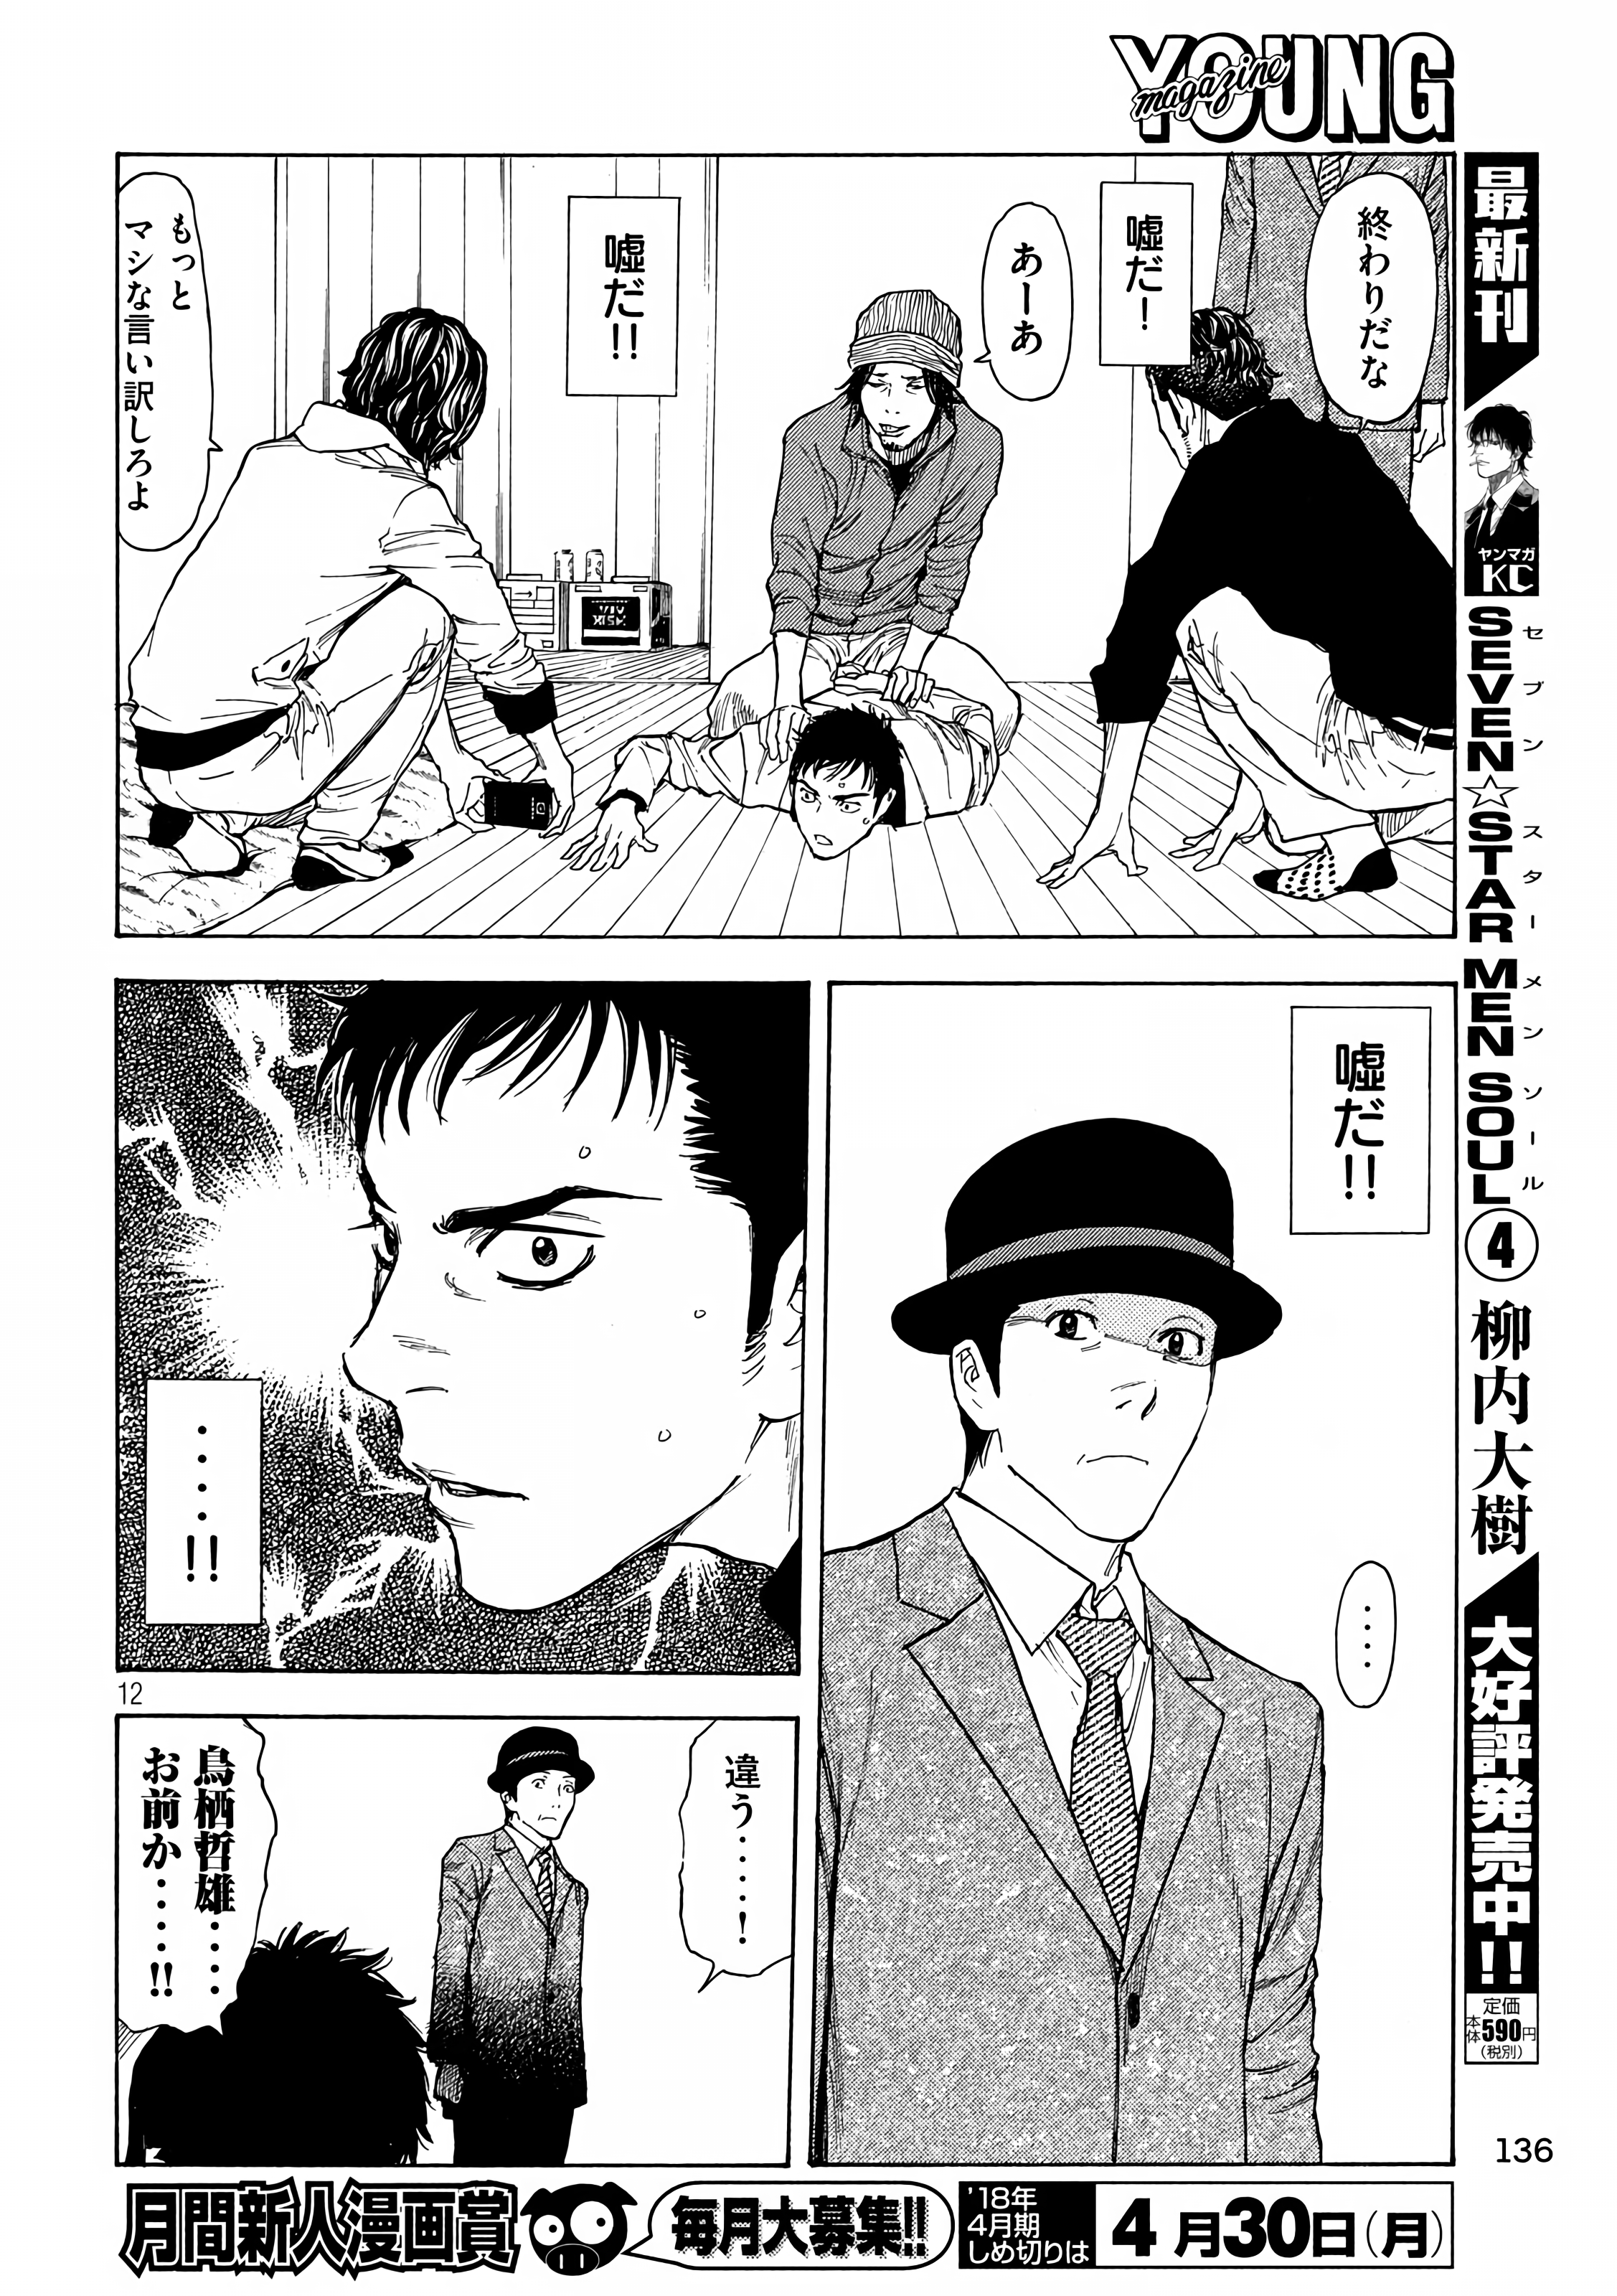 YOUNG
magazine
終わりだな
嘘だ！
あーあ
嘘だ!!
もっと
マシな言い訳しろよ
嘘だ!!
‥‥
‥‥!!
12
違う‥‥‥！
鳥栖哲雄‥‥‥
お前か‥‥‥!!
最新刊
ヤンマガ
KC
SEVEN☆STAR MEN SOUL④
セブンスターメンソール
柳内大樹
大好評発売中!!
定価
本体590円
(税別)
136
月間新人漫画賞
毎月大募集!!
'18年
4月期
しめ切りは
4月30日(月)